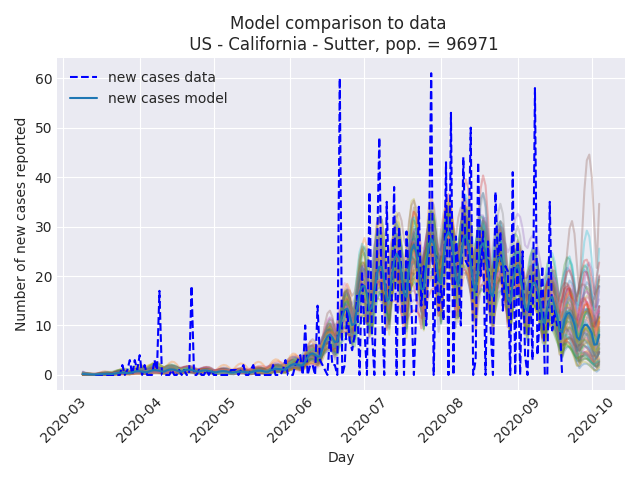 Model comparison to data
US - California - Sutter, pop. = 96971
new cases data
new cases model
Number of new cases reported
60
50
40
30
20
10
0
2020-03
2020-04
2020-05
2020-06
2020-07
2020-08
2020-09
2020-10
Day